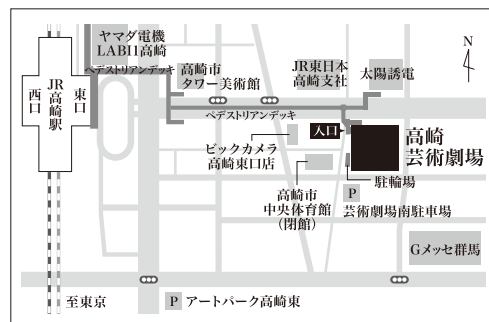 ヤマダ電機
LABI1高崎
ペデストリアンデッキ
高崎市
タワー美術館
JR東日本
高崎支社
太陽誘電
N
西口
JR高崎駅
東口
ペデストリアンデッキ
入口
高崎
芸術劇場
ビックカメラ
高崎東口店
駐輪場
高崎市
中央体育館
(閉館)
P
芸術劇場南駐車場
Gメッセ群馬
至東京
P アートパーク高崎東